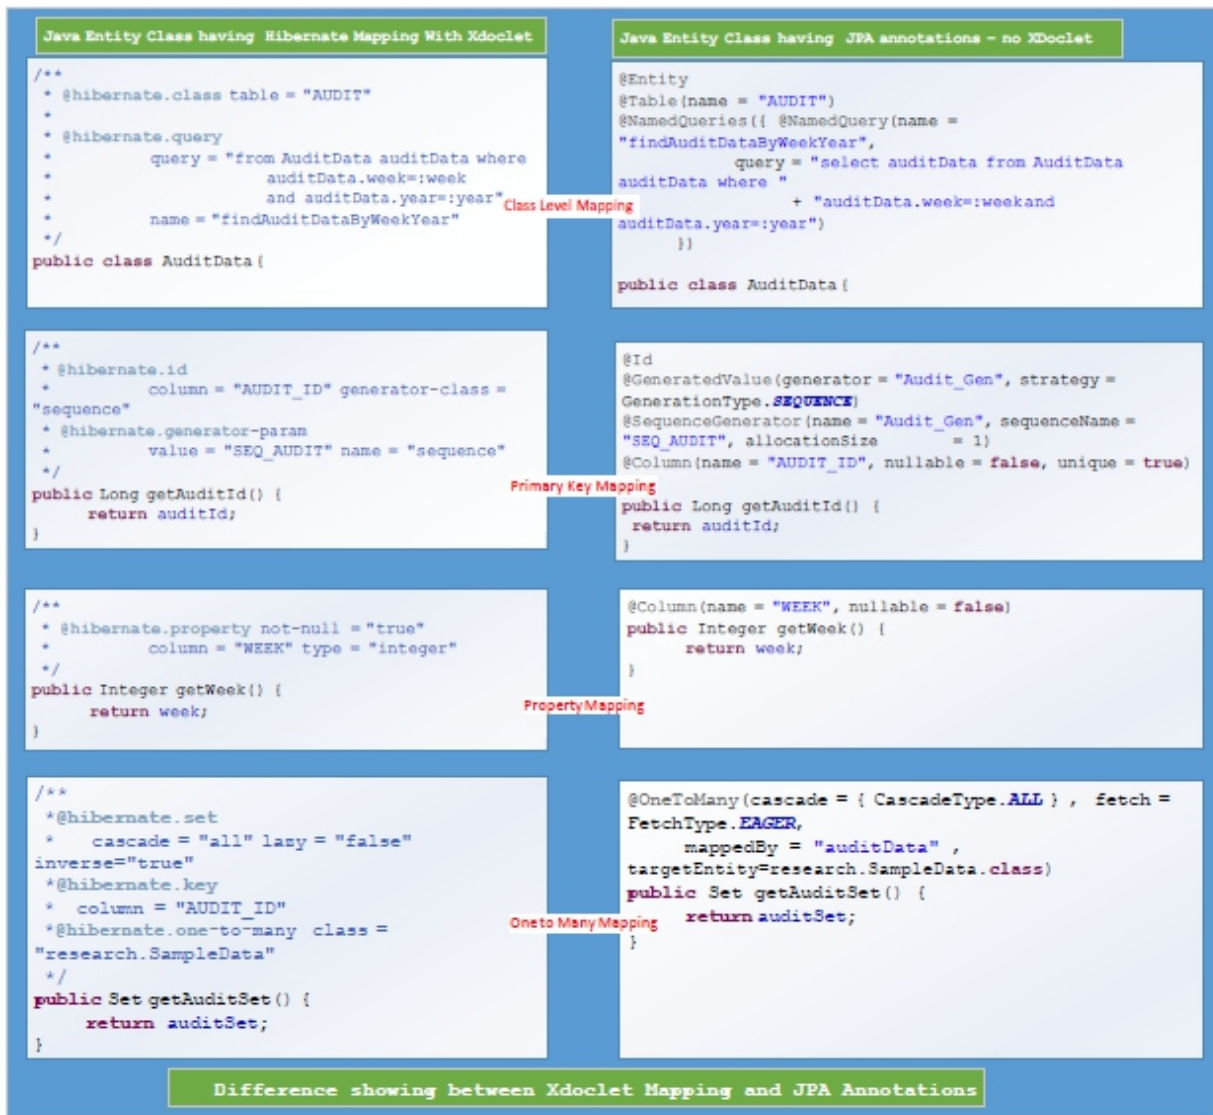 Java Entity Class having Hibernate Mapping With Xdoclet
/**
* @hibernate.class table = "AUDIT"
*
* @hibernate.query
* query = "from AuditData auditData where
* auditData.week=:week
* and auditData.year=:year"
* name = "findAuditDataByWeekYear"
*/
public class AuditData{
Java Entity Class having JPA annotations - no XDoclet
@Entity
@Table(name = "AUDIT")
@NamedQueries({ @NamedQuery(name =
"findAuditDataByWeekYear",
query = "select auditData from AuditData
auditData where "
+ "auditData.week=:weekand
auditData.year=:year")
})
public class AuditData{
Class Level Mapping
/**
* @hibernate.id
* column = "AUDIT_ID" generator-class =
"sequence"
* @hibernate.generator-param
* value = "SEQ_AUDIT" name = "sequence"
*/
public Long getAuditId() {
return auditId;
}
@Id
@GeneratedValue(generator = "Audit_Gen", strategy =
GenerationType.SEQUENCE)
@SequenceGenerator(name = "Audit_Gen", sequenceName =
"SEQ_AUDIT", allocationSize = 1)
@Column(name = "AUDIT_ID", nullable = false, unique = true)
public Long getAuditId() {
return auditId;
}
Primary Key Mapping
/**
* @hibernate.property not-null = "true"
* column = "WEEK" type = "integer"
*/
public Integer getWeek() {
return week;
}
@Column(name = "WEEK", nullable = false)
public Integer getWeek() {
return week;
}
Property Mapping
/**
*@hibernate.set
* cascade = "all" lazy = "false"
inverse="true"
*@hibernate.key
* column = "AUDIT_ID"
*@hibernate.one-to-many class =
"research.SampleData"
*/
public Set getAuditSet() {
return auditSet;
}
@OneToMany(cascade = { CascadeType.ALL } , fetch =
FetchType.EAGER,
mappedBy = "auditData" ,
targetEntity=research.SampleData.class)
public Set getAuditSet() {
return auditSet;
}
One to Many Mapping
Difference showing between Xdoclet Mapping and JPA Annotations